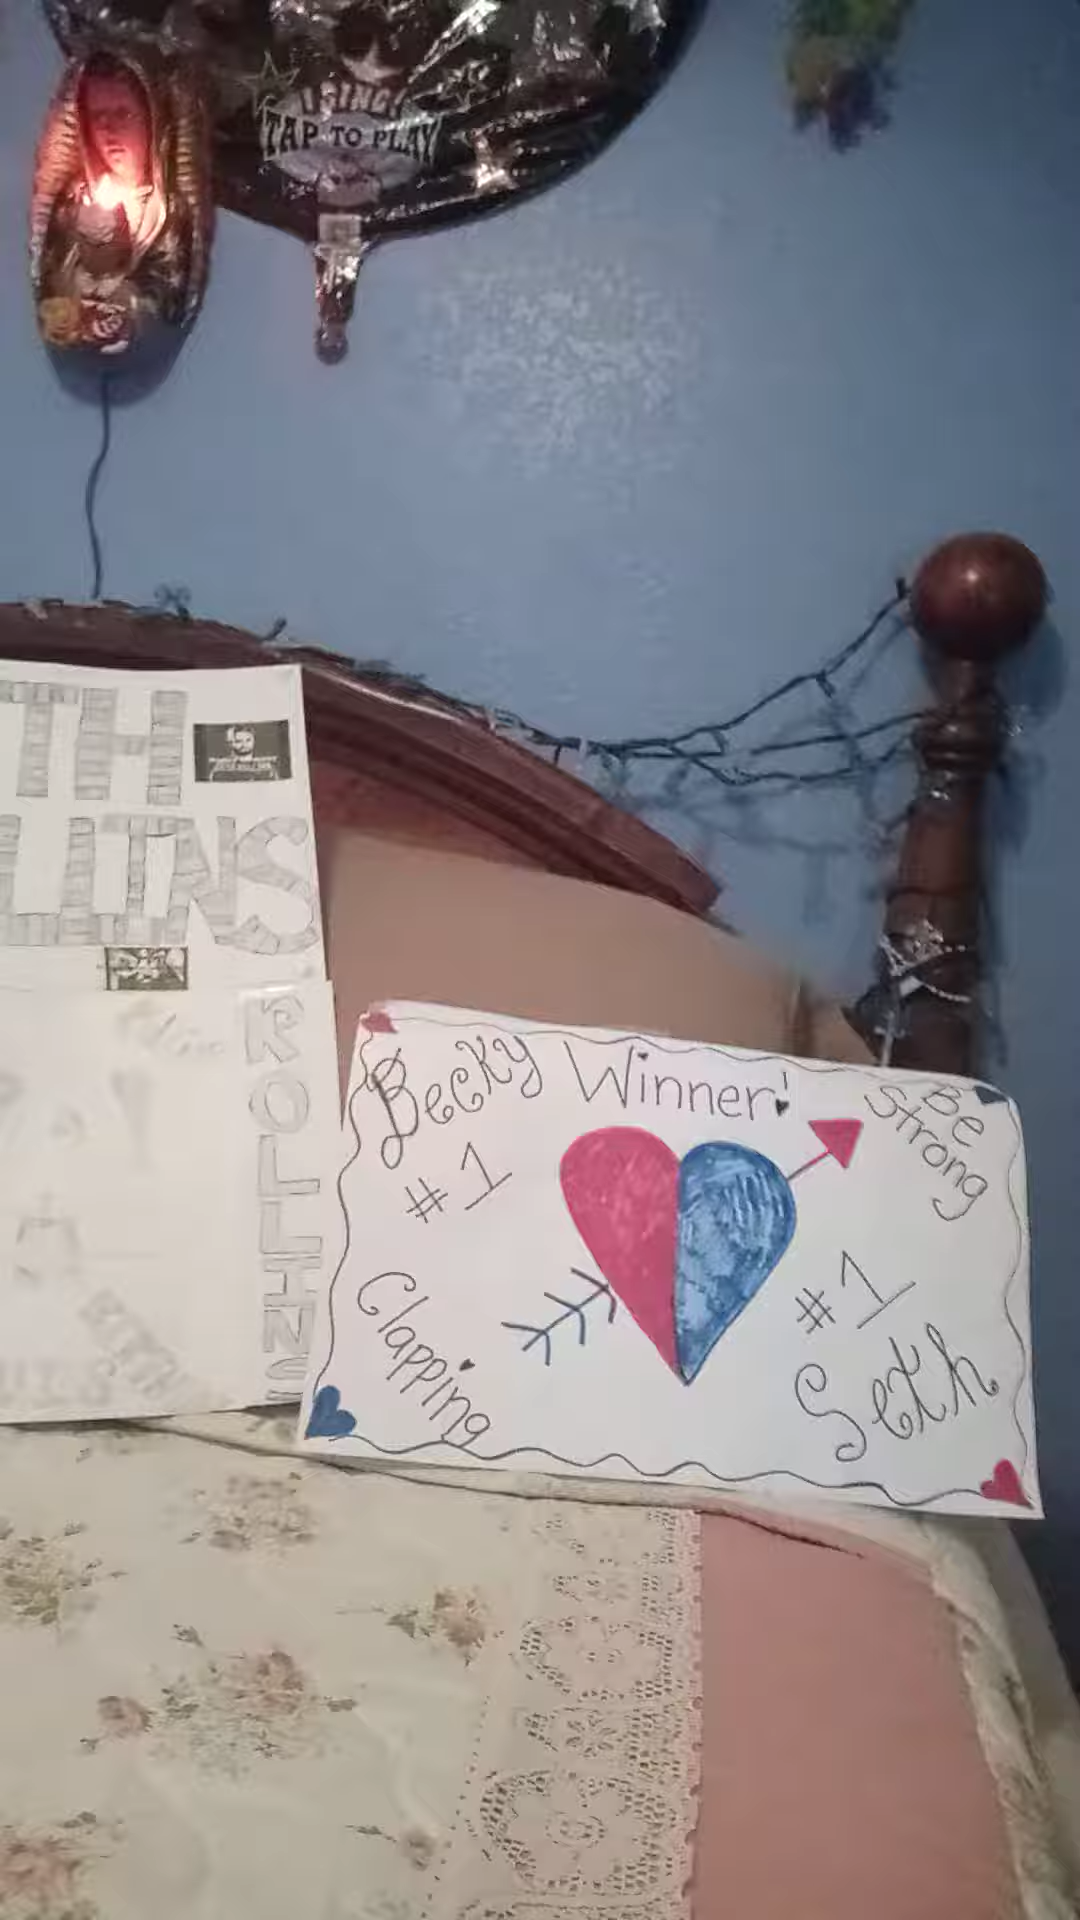 I SING!
TAP TO PLAY
TH
LLINS
ROLLINS
Becky Winner!
#1
Be
Strong
Clapping
#1
Seth